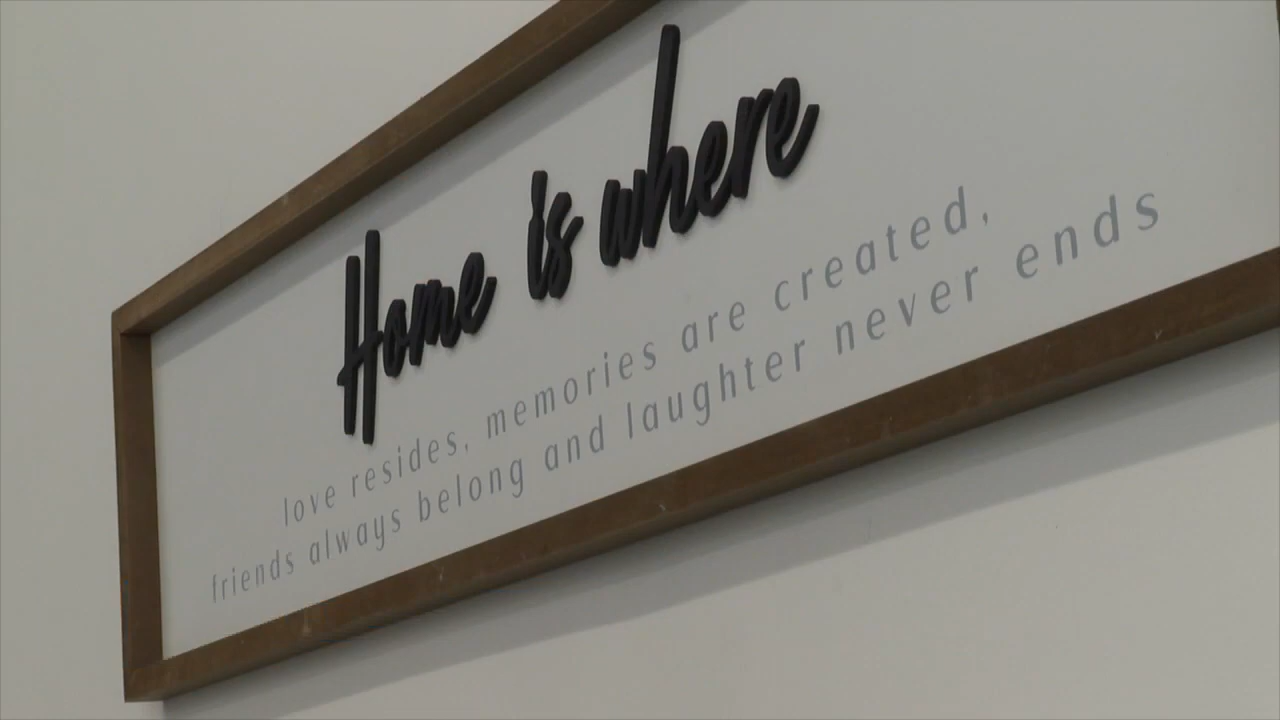 Home is where
love resides, memories are created,
friends always belong and laughter never ends